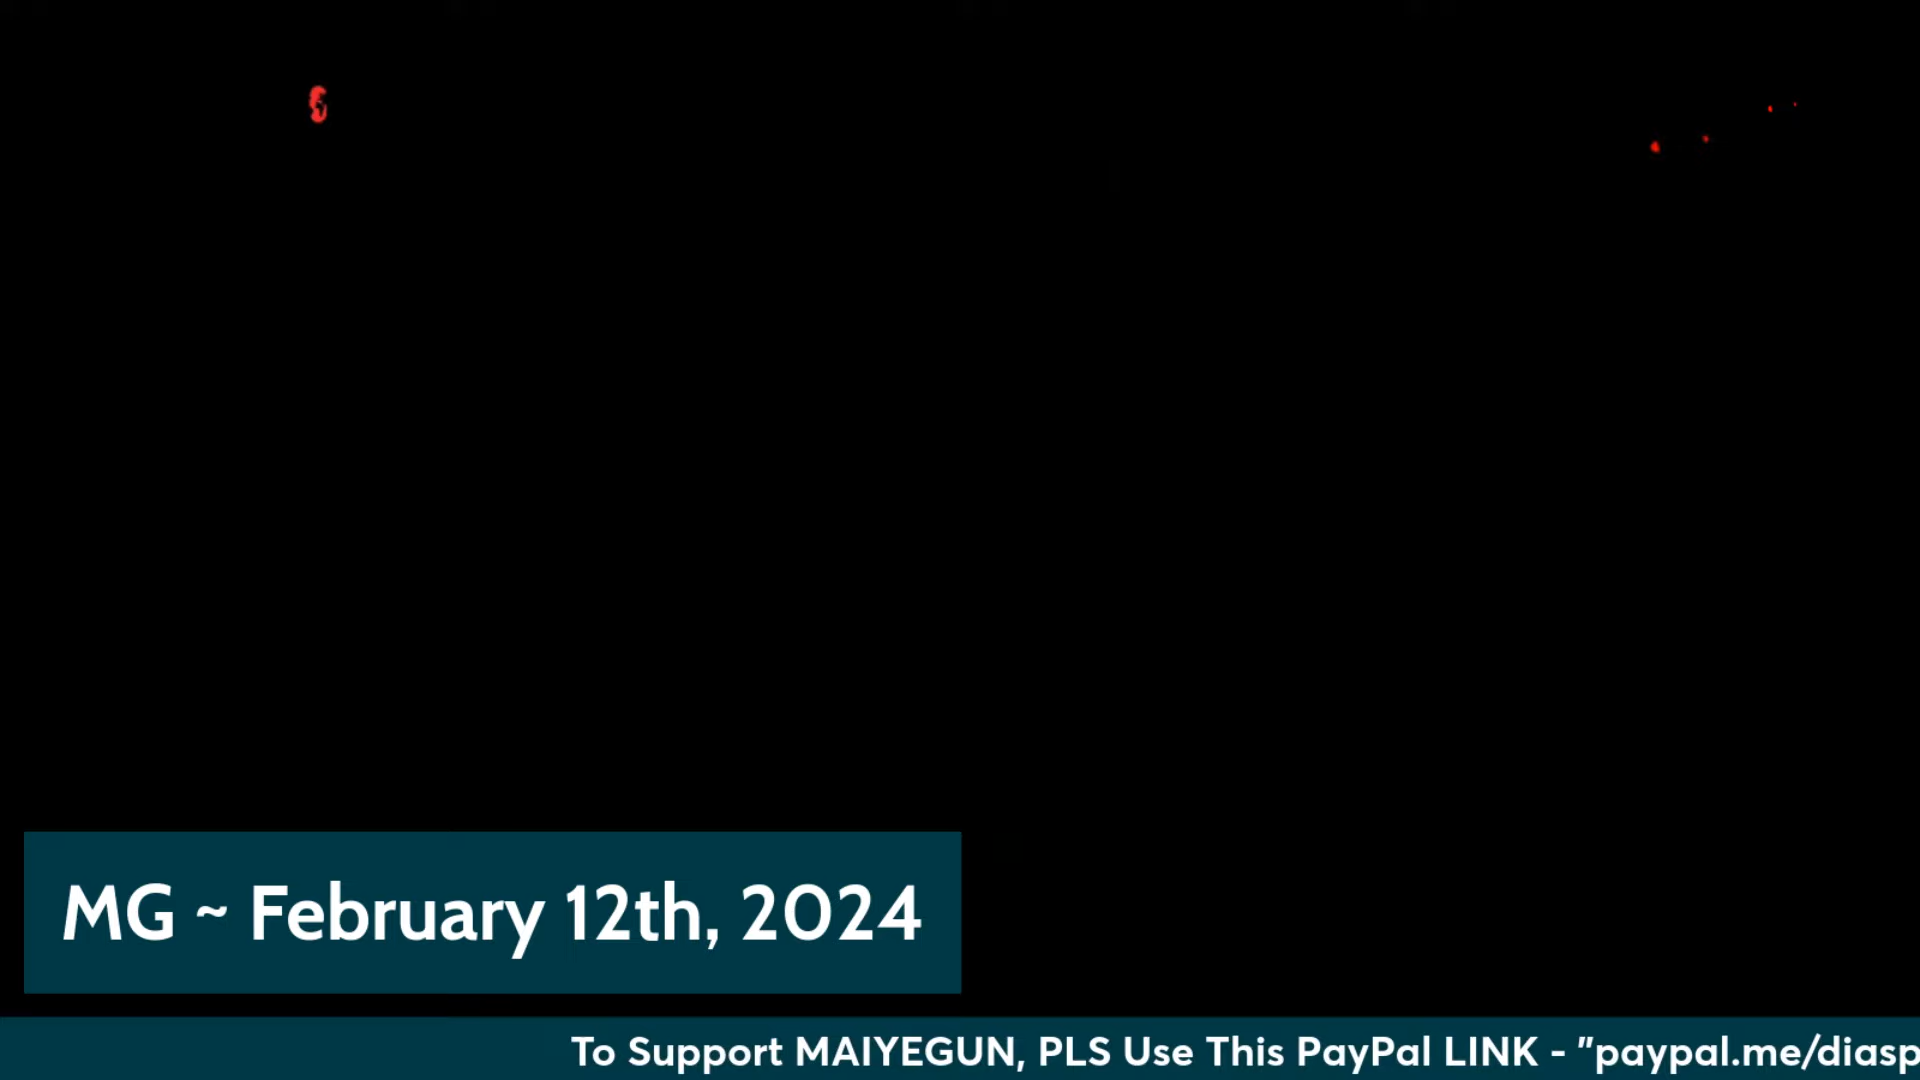 MG ~ February 12th, 2024
To Support MAIYEGUN, PLS Use This PayPal LINK - "paypal.me/diasp